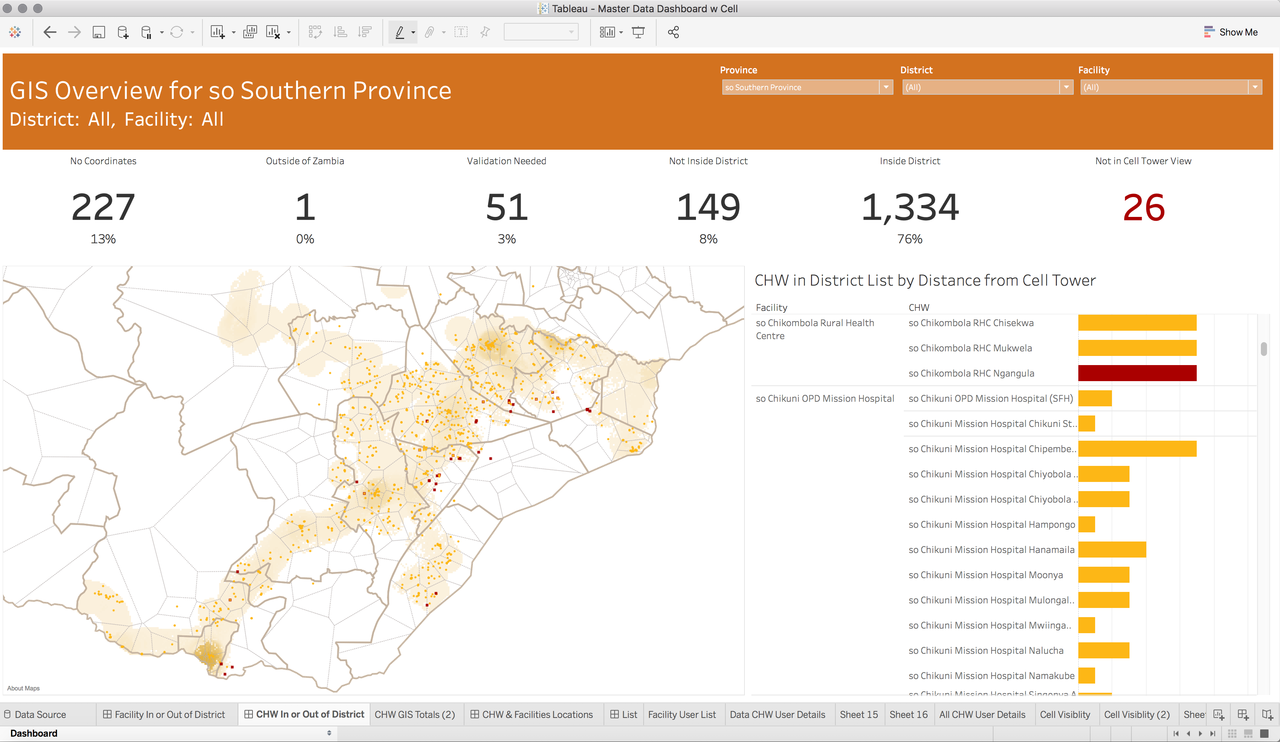 Tableau - Master Data Dashboard w Cell
Show Me
GIS Overview for so Southern Province
District: All, Facility: All
Province
District
Facility
so Southern Province
(All)
(All)
No Coordinates
Outside of Zambia
Validation Needed
Not Inside District
Inside District
Not in Cell Tower View
227
1
51
149
1,334
26
13%
0%
3%
8%
76%
CHW in District List by Distance from Cell Tower
Facility
CHW
so Chikombola Rural Health
Centre
so Chikombola RHC Chisekwa
so Chikombola RHC Mukwela
so Chikombola RHC Ngangula
so Chikuni OPD Mission Hospital
so Chikuni OPD Mission Hospital (SFH)
so Chikuni Mission Hospital Chikuni St..
so Chikuni Mission Hospital Chipembe..
so Chikuni Mission Hospital Chiyobola ..
so Chikuni Mission Hospital Chiyobola ..
so Chikuni Mission Hospital Hampongo
so Chikuni Mission Hospital Hanamaila
so Chikuni Mission Hospital Moonya
so Chikuni Mission Hospital Mulongal..
so Chikuni Mission Hospital Mwiinga..
so Chikuni Mission Hospital Nalucha
so Chikuni Mission Hospital Namakube
so Chikuni Mission Hospital
About Maps
Data Source
Facility In or Out of District
CHW In or Out of District
CHW GIS Totals (2)
CHW & Facilities Locations
List
Facility User List
Data CHW User Details
Sheet 15
Sheet 16
All CHW User Details
Cell Visiblity
Cell Visiblity (2)
Shee
Dashboard